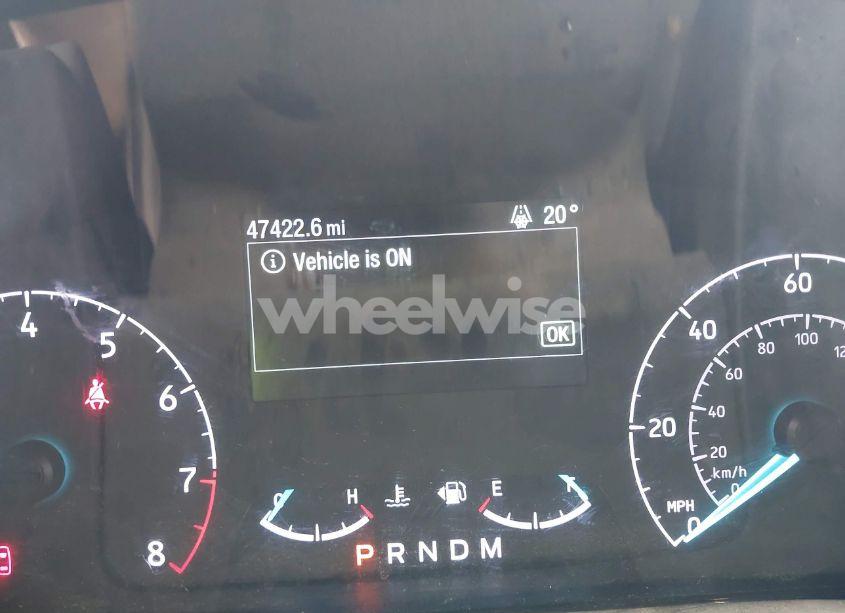 47422.6 mi 20°
Vehicle is ON
wheelwise
OK
4 5 6 7 8
H E
P R N D M
0 20 40 60
MPH
km/h
0 20 40 60 80 100